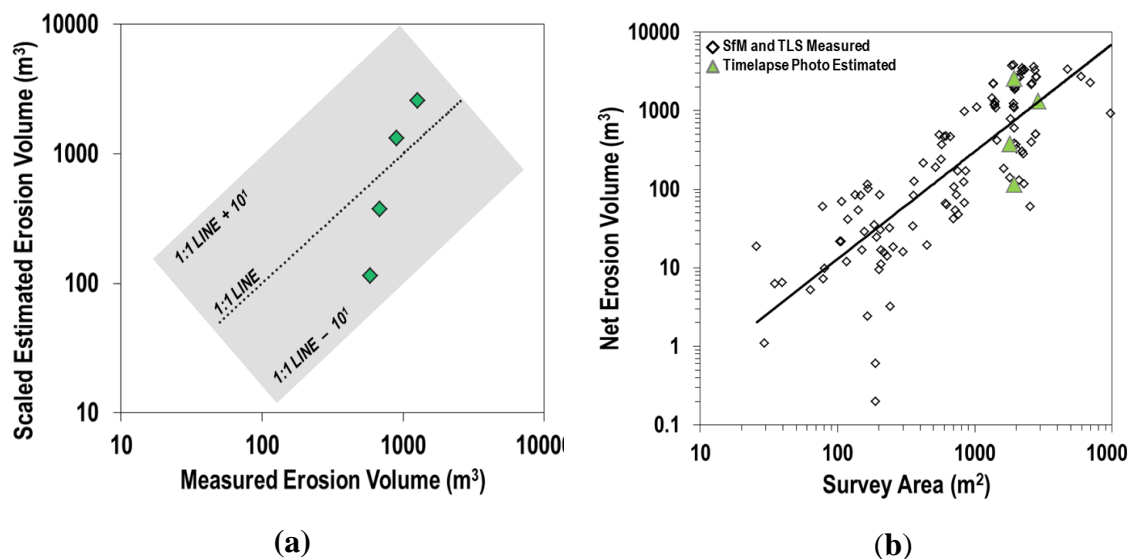 10000
1000
100
10
Scaled Estimated Erosion Volume (m³)
1:1 LINE + 10¹
1:1 LINE
1:1 LINE – 10¹
10 100 1000 10000
Measured Erosion Volume (m³)
(a)
10000
1000
100
10
1
0.1
Net Erosion Volume (m³)
SfM and TLS Measured
Timelapse Photo Estimated
10 100 1000 1000
Survey Area (m²)
(b)